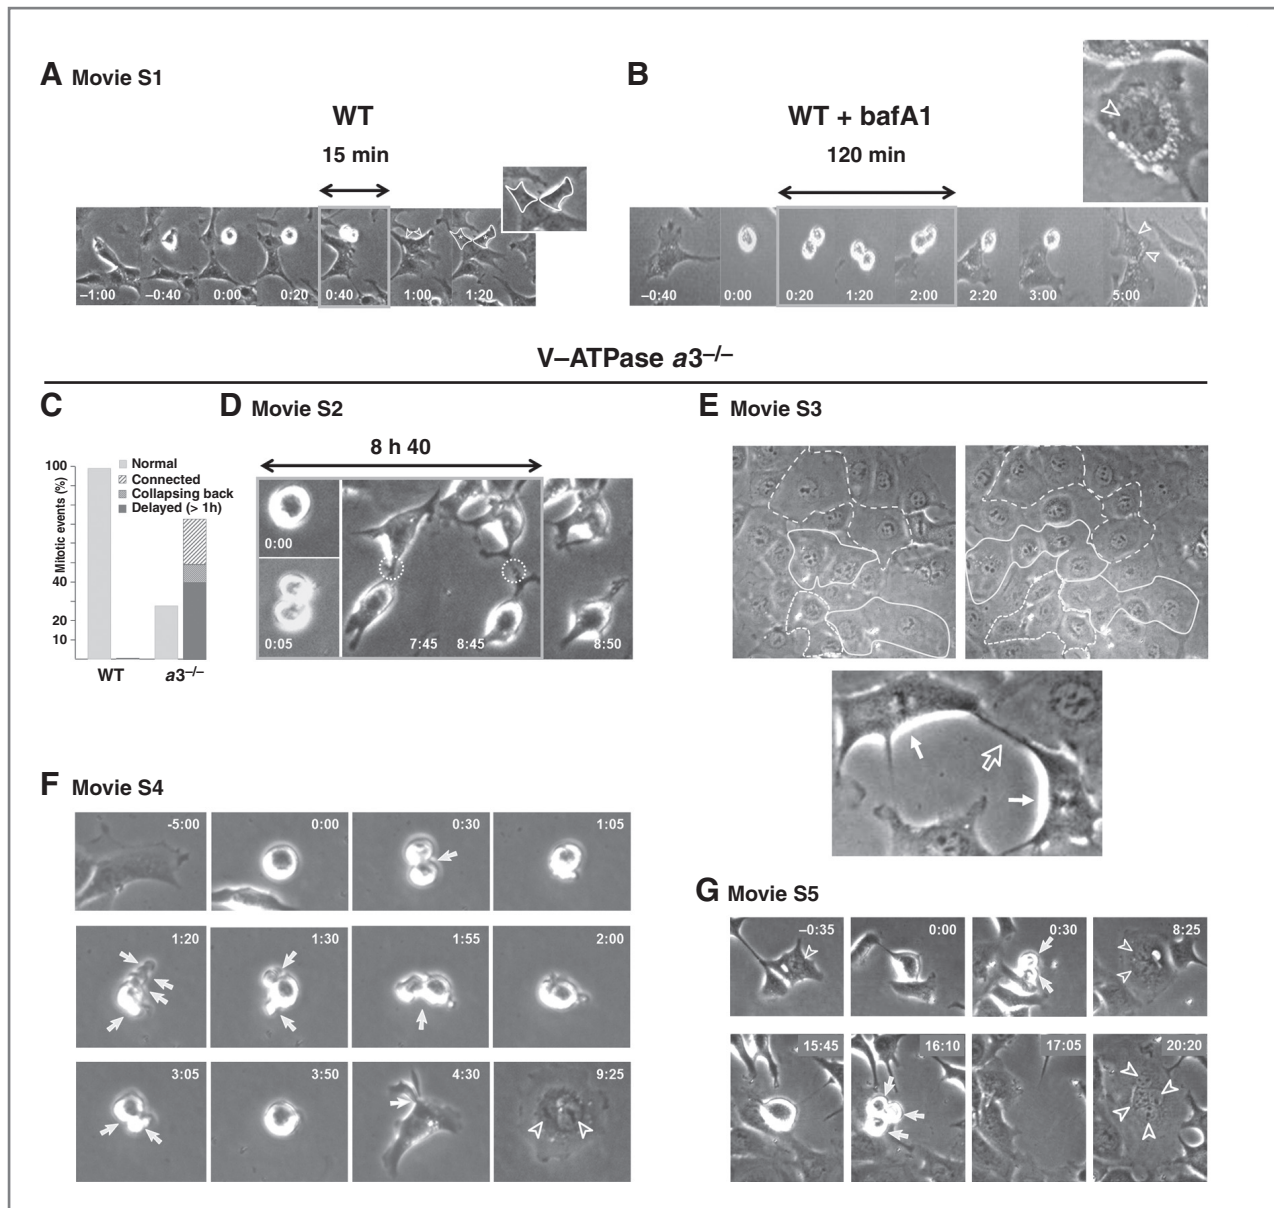 A Movie S1
WT
15 min
–1:00
–0:40
0:00
0:20
0:40
1:00
1:20
B
WT + bafA1
120 min
–0:40
0:00
0:20
1:20
2:00
2:20
3:00
5:00
V–ATPase a3–/–
C
100
40
20
10
Mitotic events (%)
Normal
Connected
Collapsing back
Delayed (> 1h)
WT
a3–/–
D Movie S2
8 h 40
0:00
0:05
7:45
8:45
8:50
E Movie S3
F Movie S4
-5:00
0:00
0:30
1:05
1:20
1:30
1:55
2:00
3:05
3:50
4:30
9:25
G Movie S5
–0:35
0:00
0:30
8:25
15:45
16:10
17:05
20:20